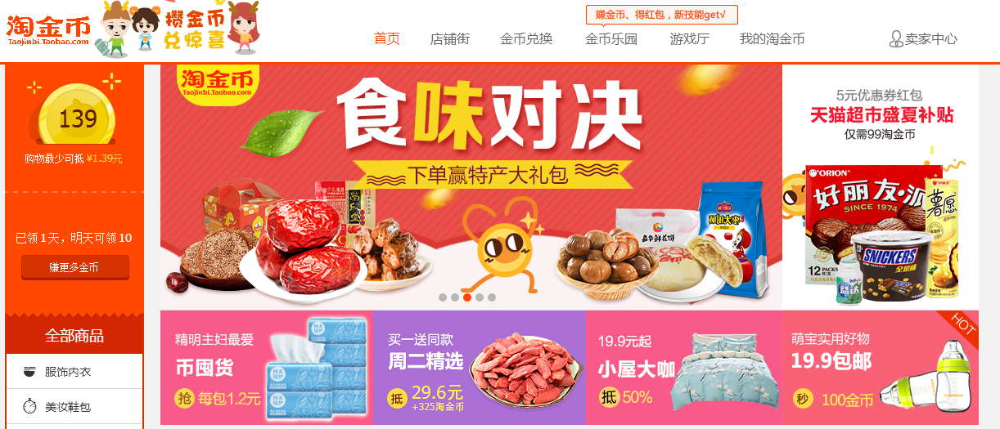 淘金币
Taojinbi.Taobao.com
攒金币
兑惊喜
赚金币、得红包，新技能get√
首页
店铺街
金币兑换
金币乐园
游戏厅
我的淘金币
卖家中心
139
购物最少可抵 ¥1.39元
已领 1 天，明天可领 10
赚更多金币
全部商品
服饰内衣
美妆鞋包
淘金币
Taojinbi.Taobao.com
食味对决
下单赢特产大礼包
5元优惠券红包
天猫超市盛夏补贴
仅需99淘金币
ORION
好丽友·派
SINCE 1974
12 PACKS
薯愿
SNICKERS
全家桶
益达
精明主妇最爱
币囤货
抢 每包1.2元
买一送同款
周二精选
抵 29.6元
+325淘金币
19.9元起
小屋大咖
抵 50%
萌宝实用好物
19.9包邮
秒 100金币
HOT